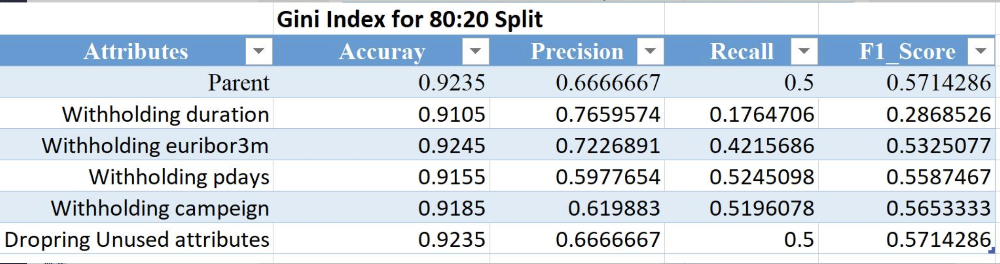 Gini Index for 80:20 Split
Attributes Accuray Precision Recall F1_Score
Parent 0.9235 0.6666667 0.5 0.5714286
Withholding duration 0.9105 0.7659574 0.1764706 0.2868526
Withholding euribor3m 0.9245 0.7226891 0.4215686 0.5325077
Withholding pdays 0.9155 0.5977654 0.5245098 0.5587467
Withholding campeign 0.9185 0.619883 0.5196078 0.5653333
Dropring Unused attributes 0.9235 0.6666667 0.5 0.5714286